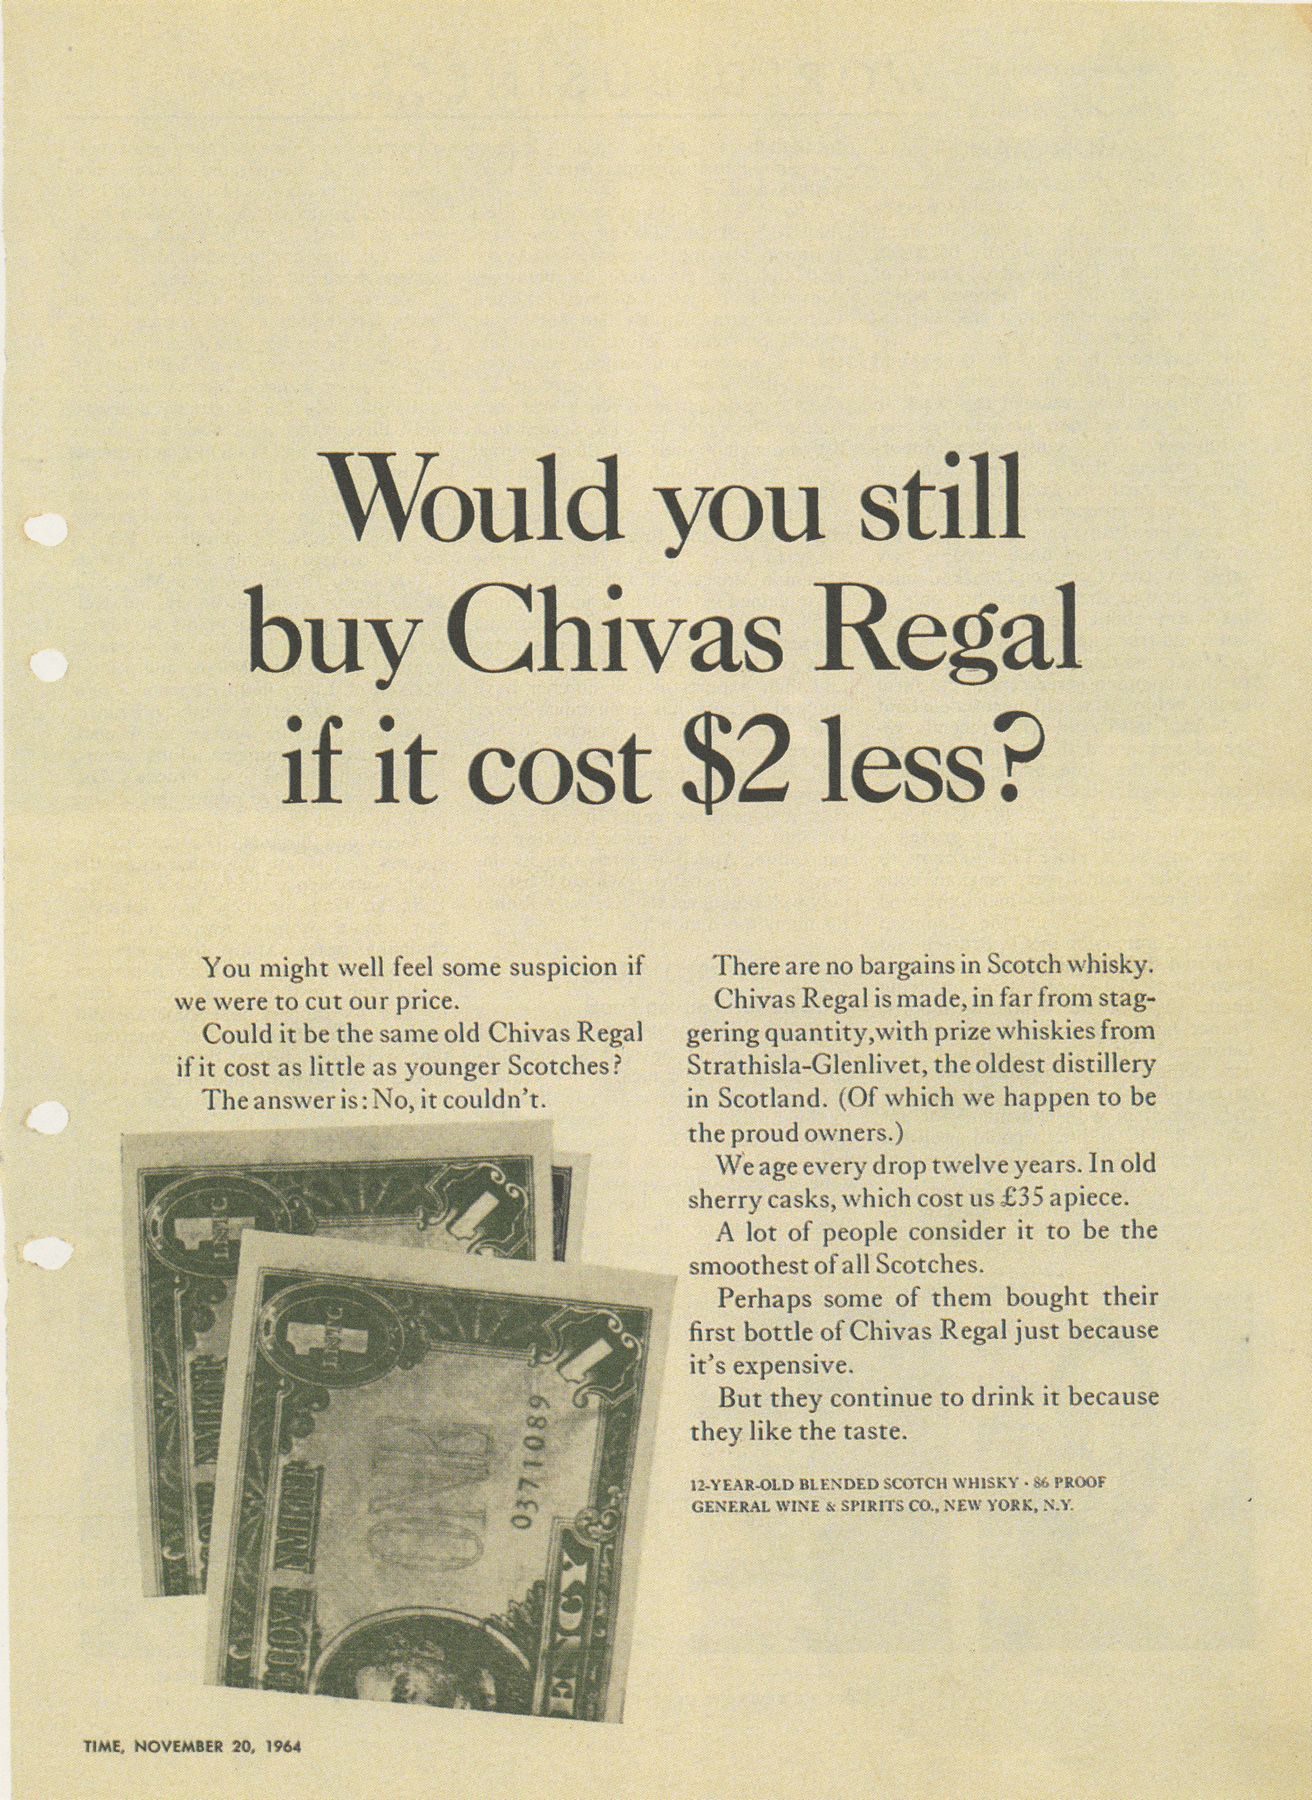 Would you still
buy Chivas Regal
if it cost $2 less?
You might well feel some suspicion if
we were to cut our price.
Could it be the same old Chivas Regal
if it cost as little as younger Scotches?
The answer is: No, it couldn't.
There are no bargains in Scotch whisky.
Chivas Regal is made, in far from stag-
gering quantity, with prize whiskies from
Strathisla-Glenlivet, the oldest distillery
in Scotland. (Of which we happen to be
the proud owners.)
We age every drop twelve years. In old
sherry casks, which cost us £35 apiece.
A lot of people consider it to be the
smoothest of all Scotches.
Perhaps some of them bought their
first bottle of Chivas Regal just because
it's expensive.
But they continue to drink it because
they like the taste.
12-YEAR-OLD BLENDED SCOTCH WHISKY · 86 PROOF
GENERAL WINE & SPIRITS CO., NEW YORK, N.Y.
ONE
0371089
TIME, NOVEMBER 20, 1964